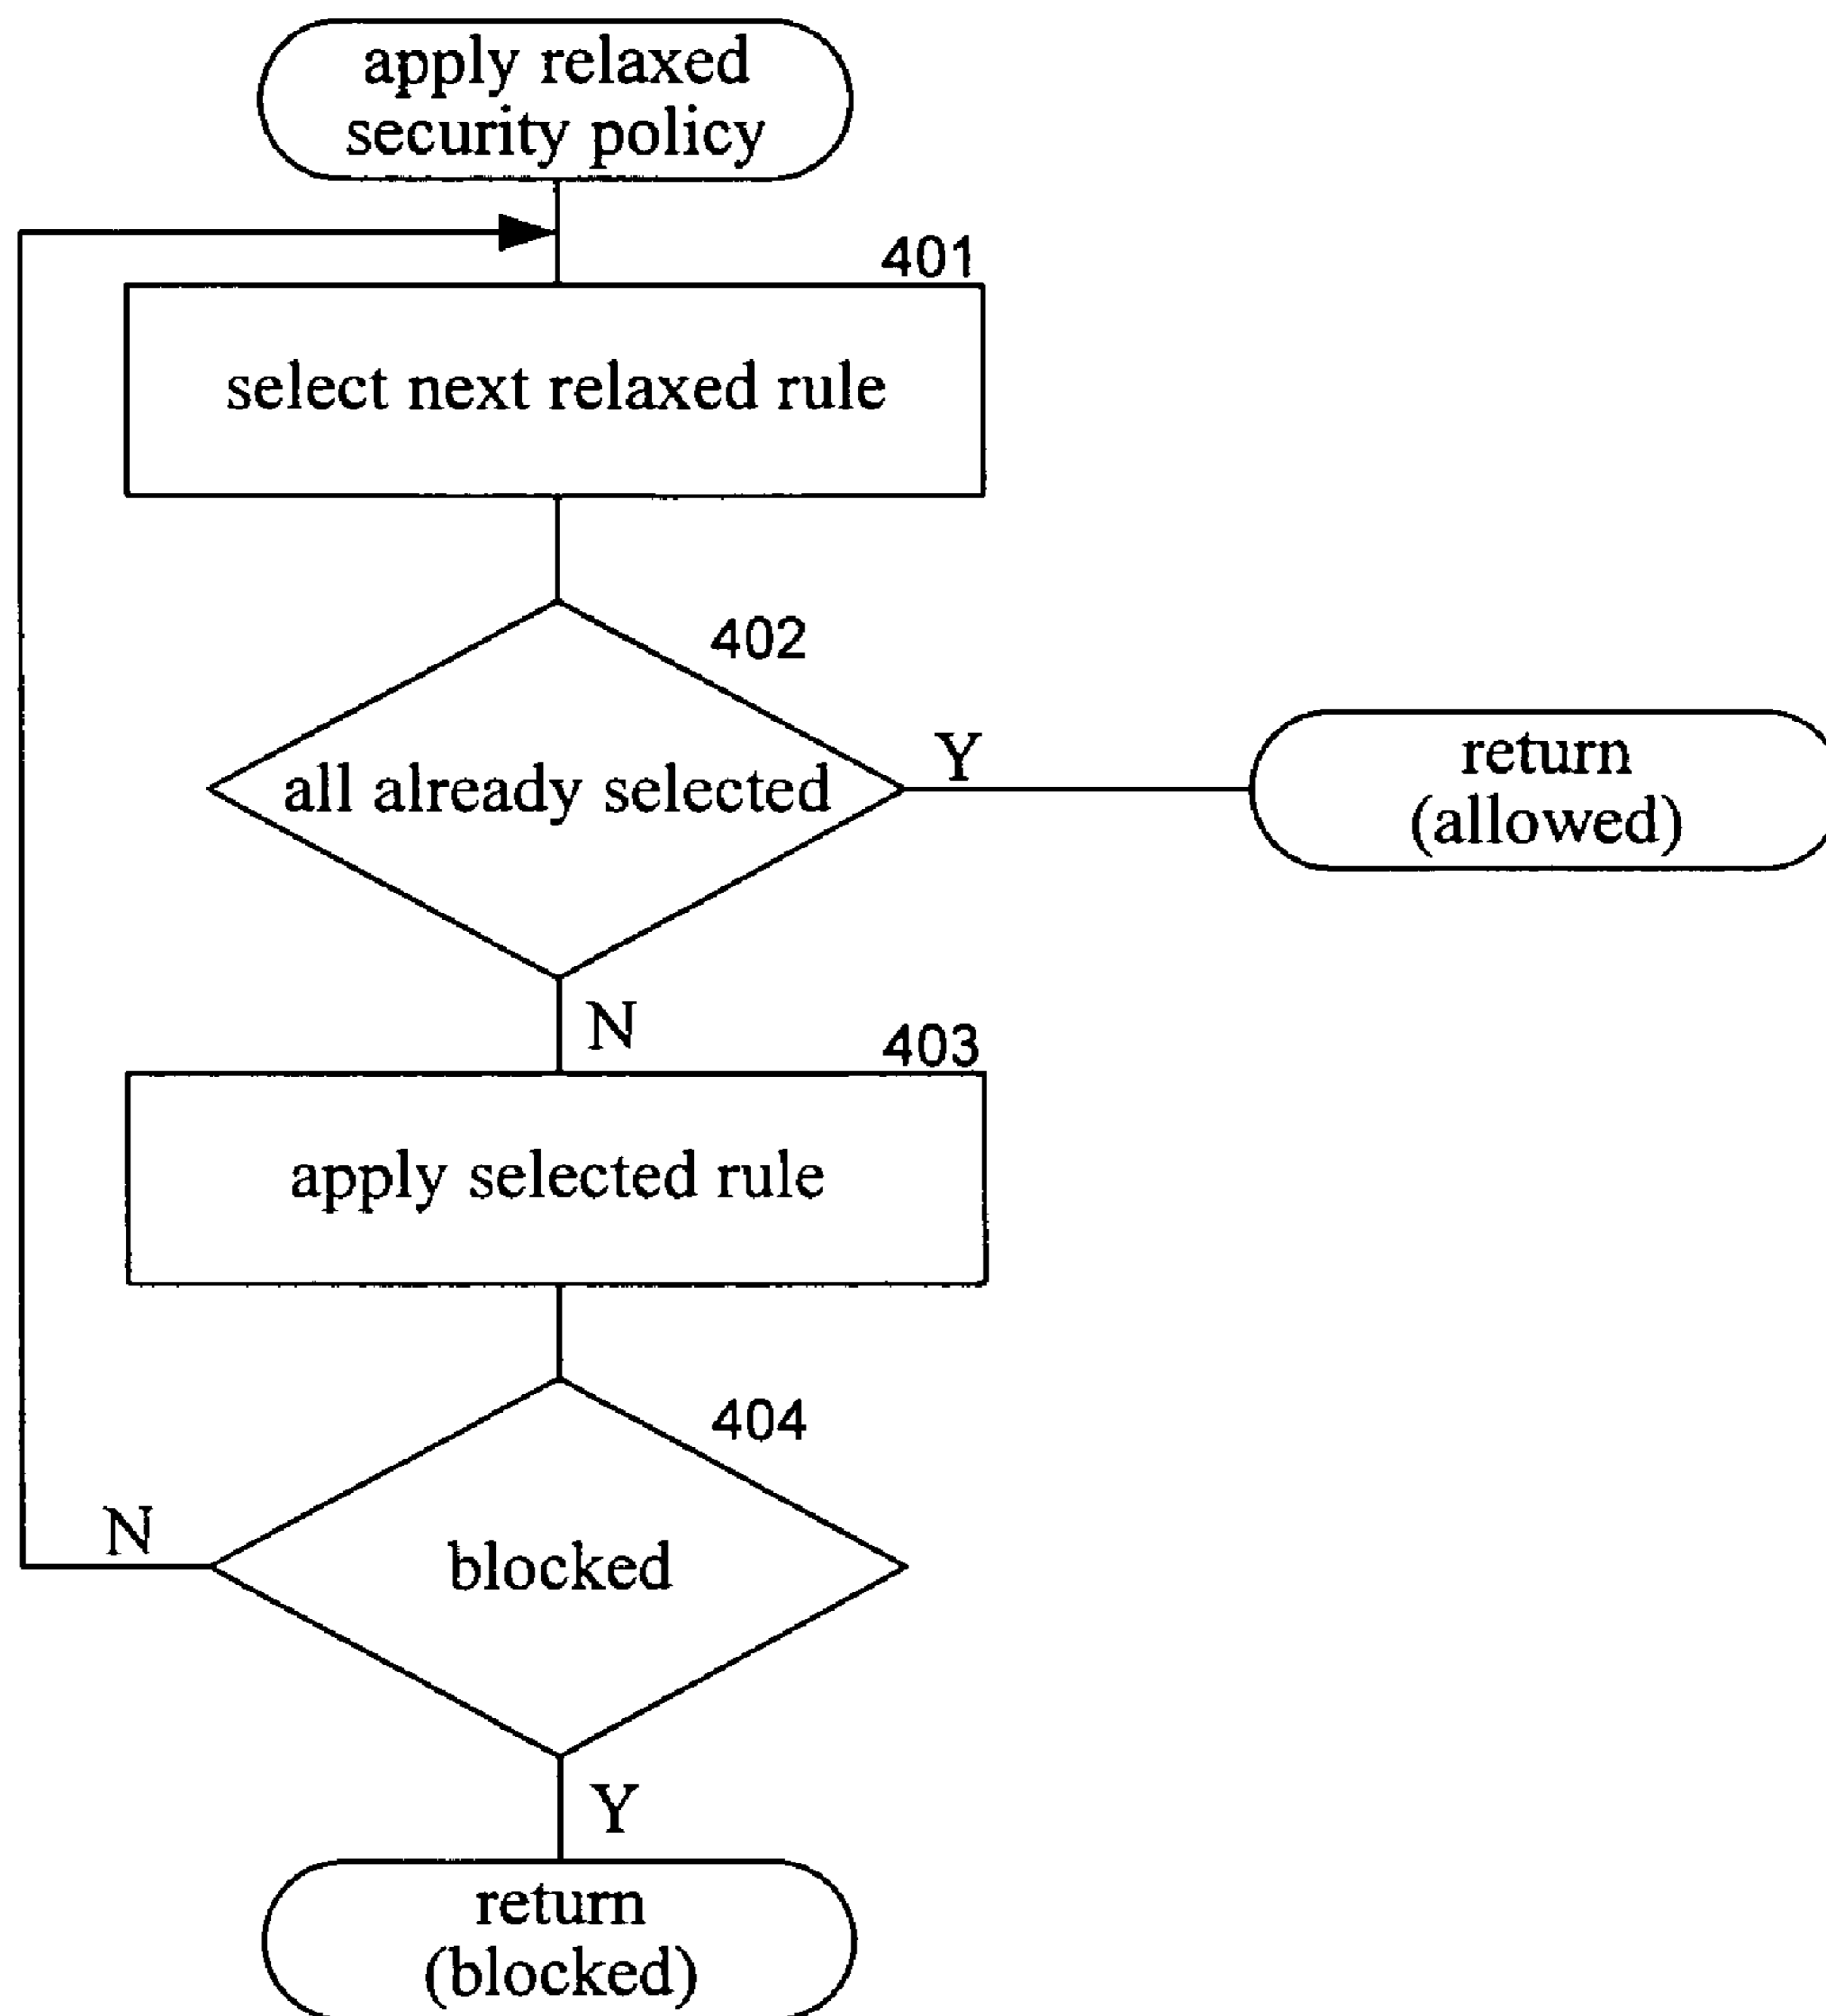 apply relaxed
security policy
401
select next relaxed rule
402
all already selected
Y
return
(allowed)
N
403
apply selected rule
404
blocked
N
Y
return
(blocked)